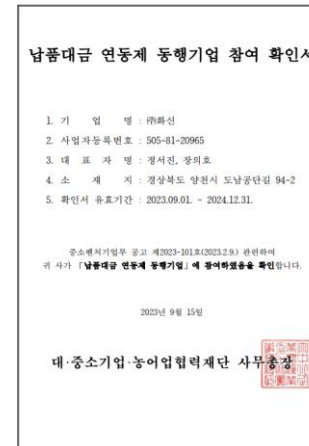 납품대금 연동제 동행기업 참여 확인서
1. 기 업 명 : ㈜화신
2. 사업자등록번호 : 505-81-20965
3. 대 표 자 명 : 정서진, 장의호
4. 소 재 지 : 경상북도 양천시 도남공단길 94-2
5. 확인서 유효기간 : 2023.09.01. - 2024.12.31.
중소벤처기업부 공고 제2023-101호(2023.2.9.) 관련하여
귀 사가 「납품대금 연동제 동행기업」에 참여하였음을 확인합니다.
2023년 9월 15일
대·중소기업·농어업협력재단 사무총장